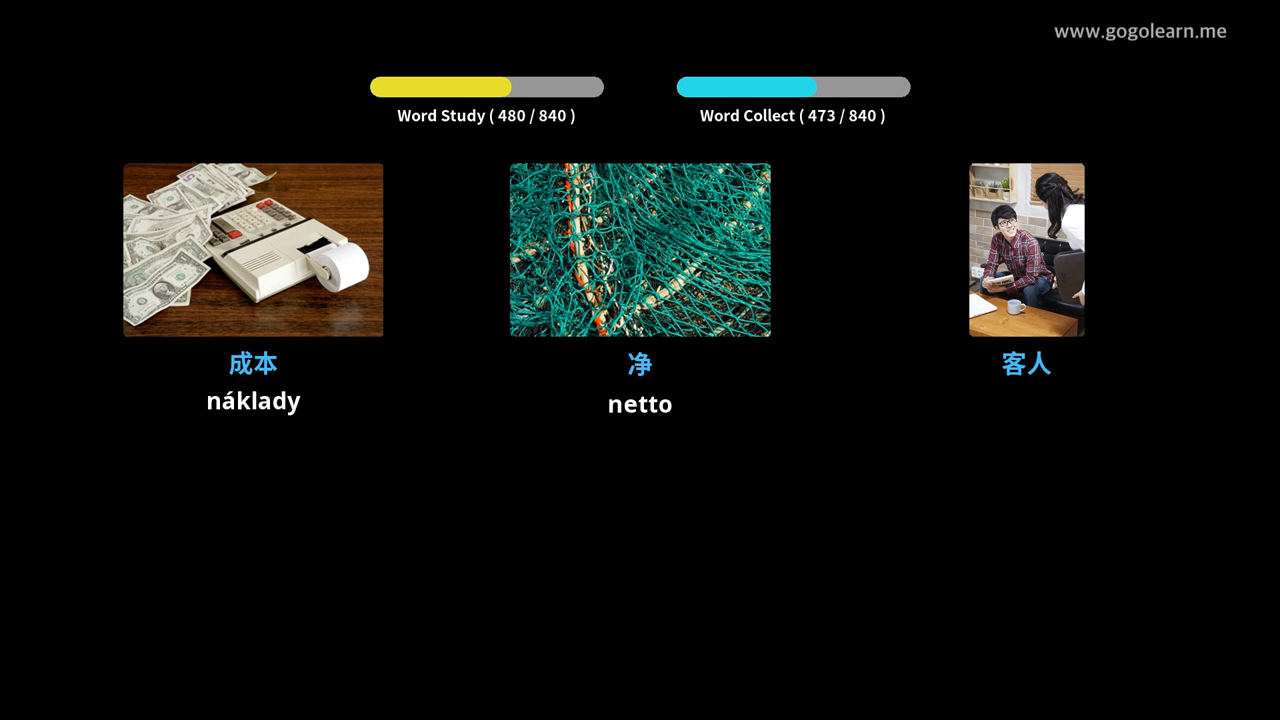 www.gogolearn.me
Word Study ( 480 / 840 )
Word Collect ( 473 / 840 )
成本
净
客人
náklady
netto